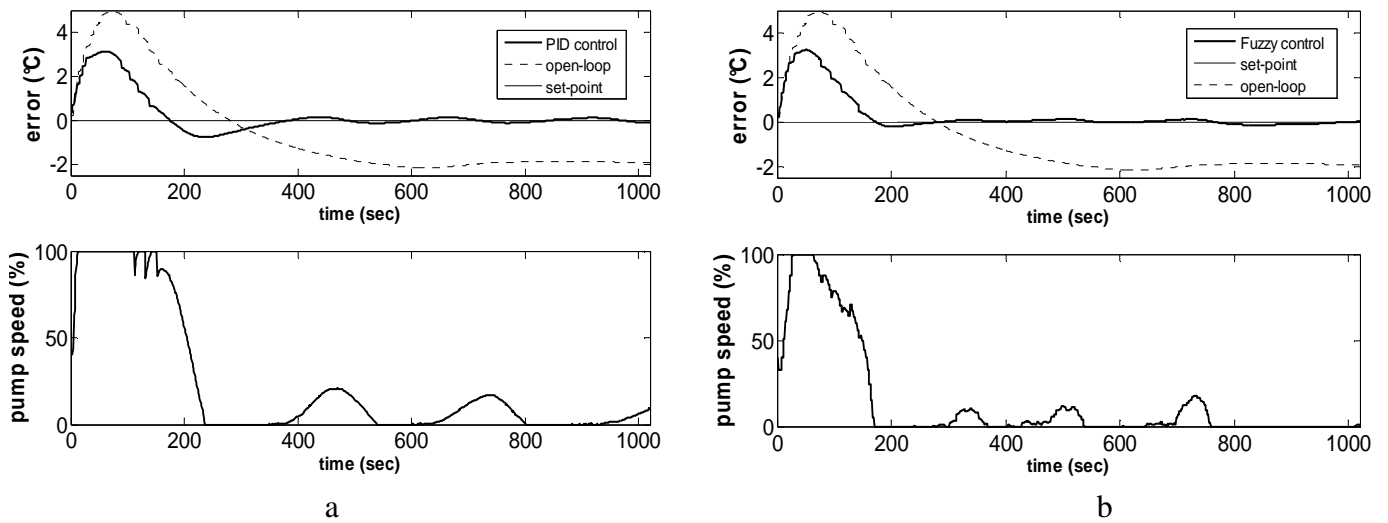 error (°C)
4
2
0
-2
PID control
open-loop
set-point
0
200
400
600
800
1000
time (sec)
pump speed (%)
100
50
0
0
200
400
600
800
1000
time (sec)
a
error (°C)
4
2
0
-2
Fuzzy control
set-point
open-loop
0
200
400
600
800
1000
time (sec)
pump speed (%)
100
50
0
0
200
400
600
800
1000
time (sec)
b